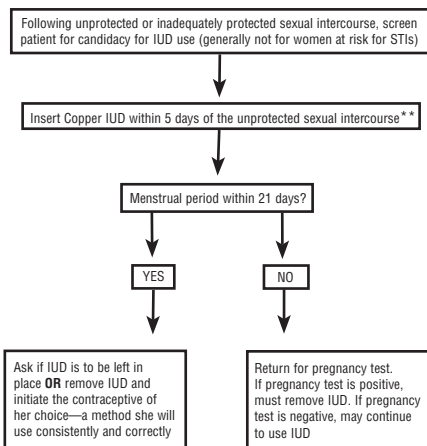 Following unprotected or inadequately protected sexual intercourse, screen
patient for candidacy for IUD use (generally not for women at risk for STIs)
Insert Copper IUD within 5 days of the unprotected sexual intercourse**
Menstrual period within 21 days?
YES
NO
Ask if IUD is to be left in
place OR remove IUD and
initiate the contraceptive of
her choice—a method she will
use consistently and correctly
Return for pregnancy test.
If pregnancy test is positive,
must remove IUD. If pregnancy
test is negative, may continue
to use IUD